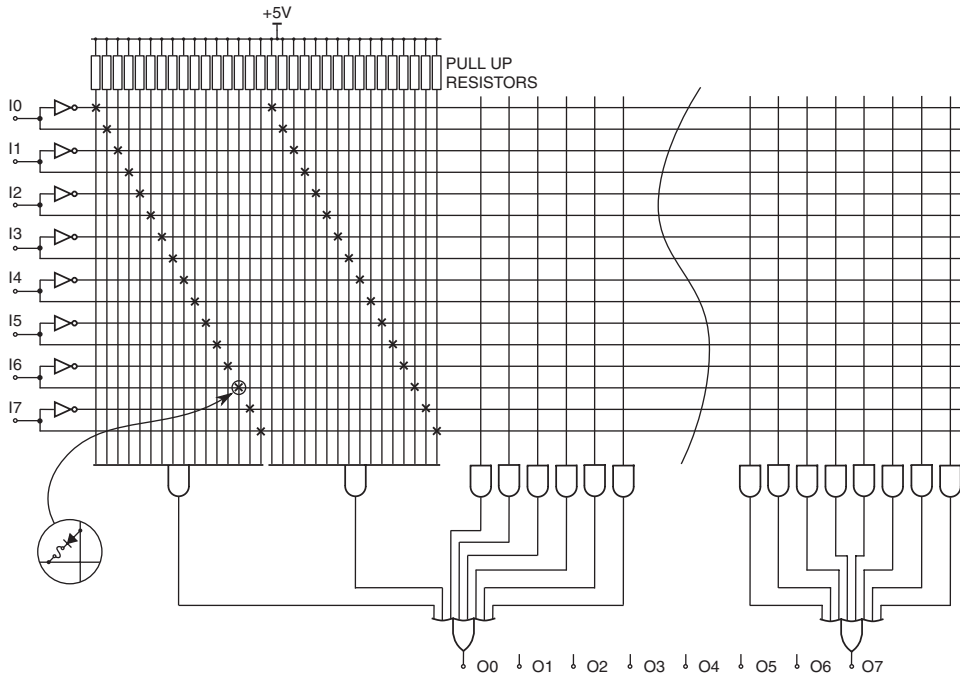 +5V
PULL UP
RESISTORS
I0
I1
I2
I3
I4
I5
I6
I7
O0 O1 O2 O3 O4 O5 O6 O7